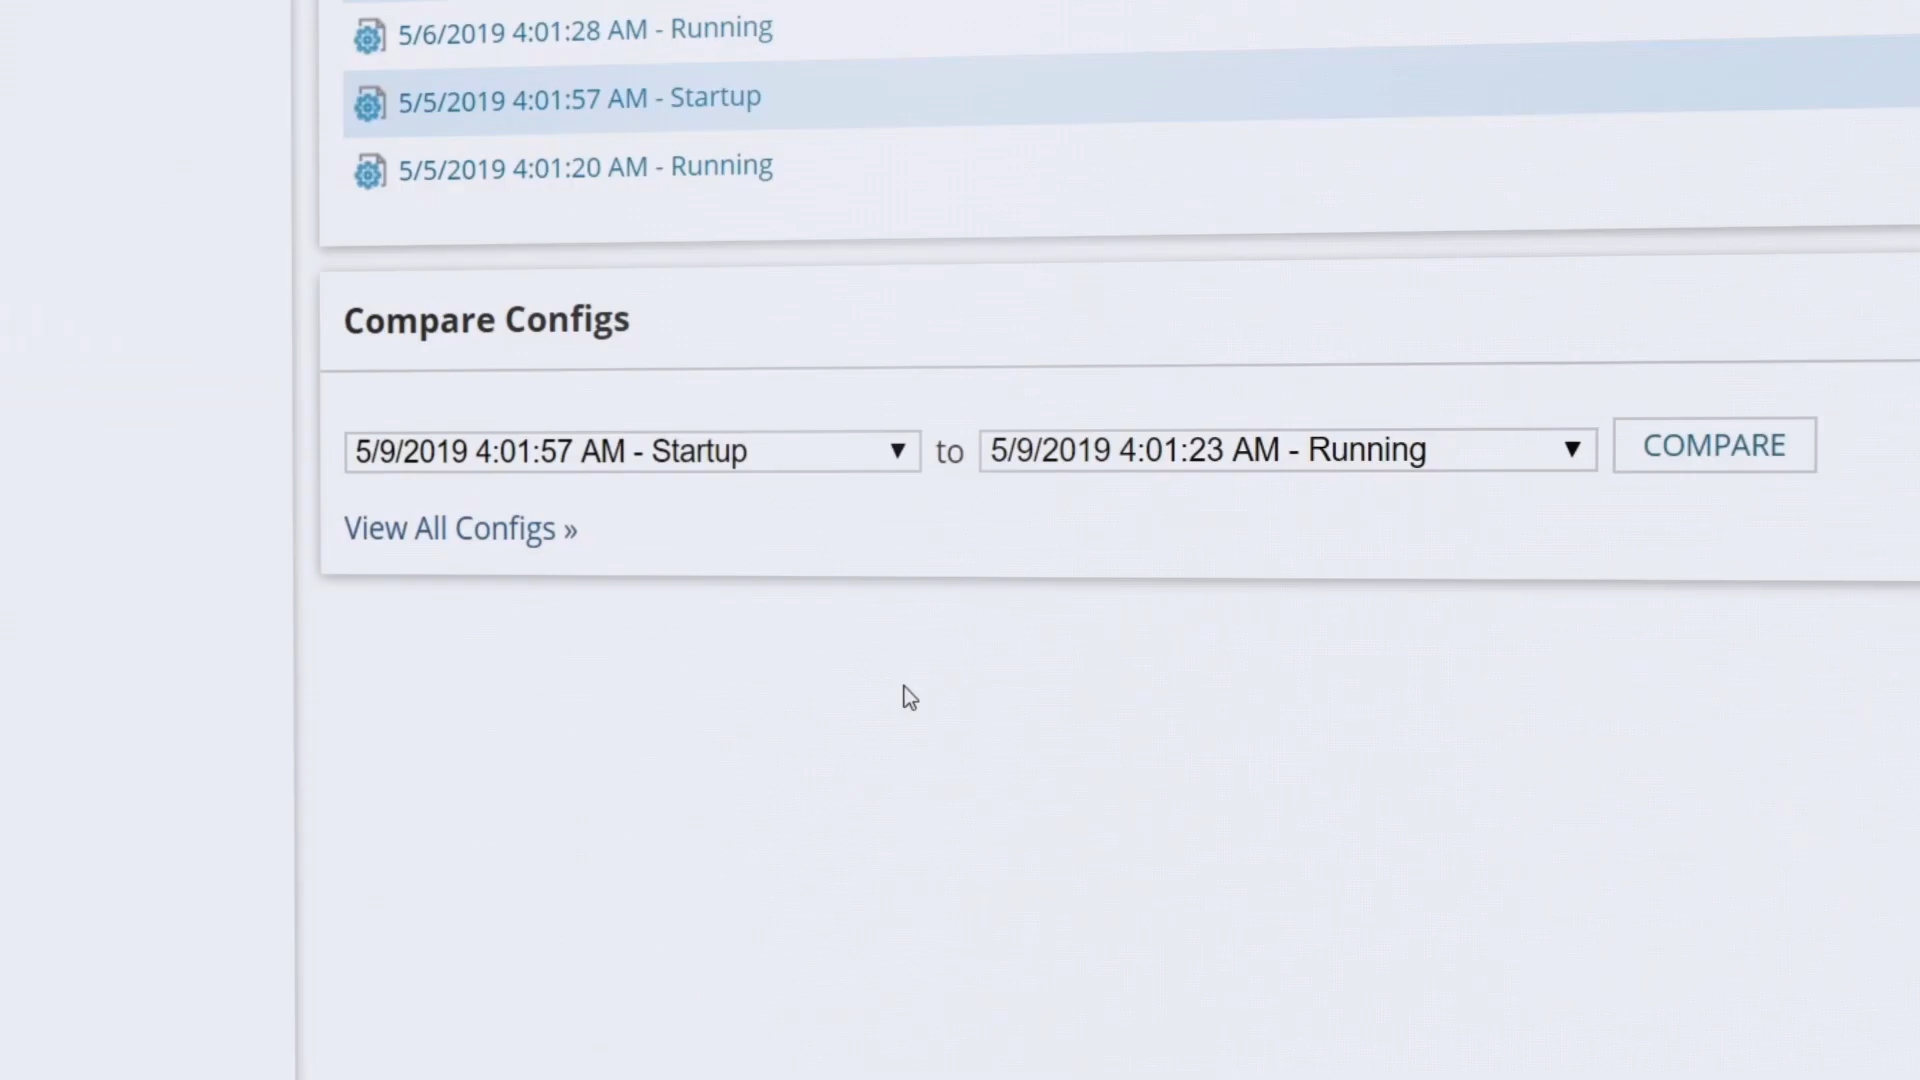 5/6/2019 4:01:28 AM - Running
5/5/2019 4:01:57 AM - Startup
5/5/2019 4:01:20 AM - Running
Compare Configs
5/9/2019 4:01:57 AM - Startup to 5/9/2019 4:01:23 AM - Running COMPARE
View All Configs »